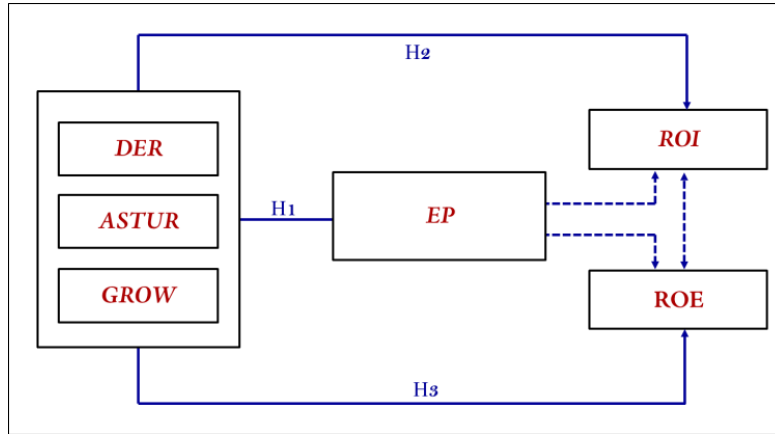 H2
DER
ROI
ASTUR
H1
EP
GROW
ROE
H3